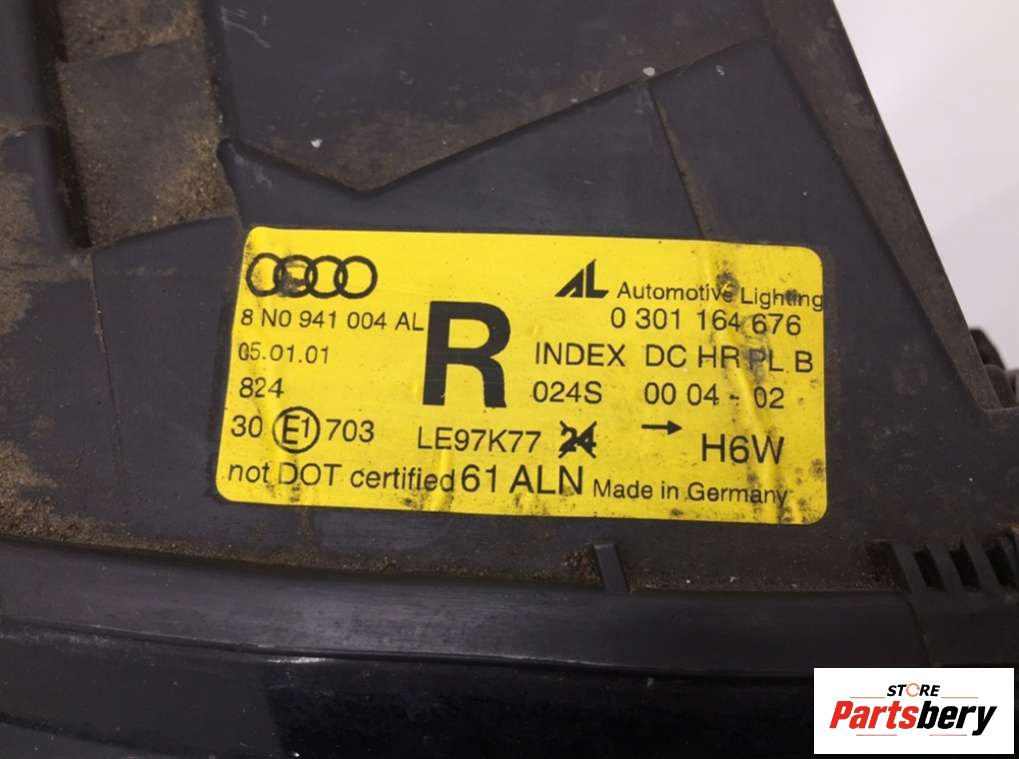 AL Automotive Lighting
8 N0 941 004 AL
R
0 301 164 676
05.01.01
INDEX DC HR PL B
824
024S 00 04 - 02
30 E1 703
LE97K77 24 → H6W
not DOT certified 61 ALN Made in Germany
STORE
Partsbery